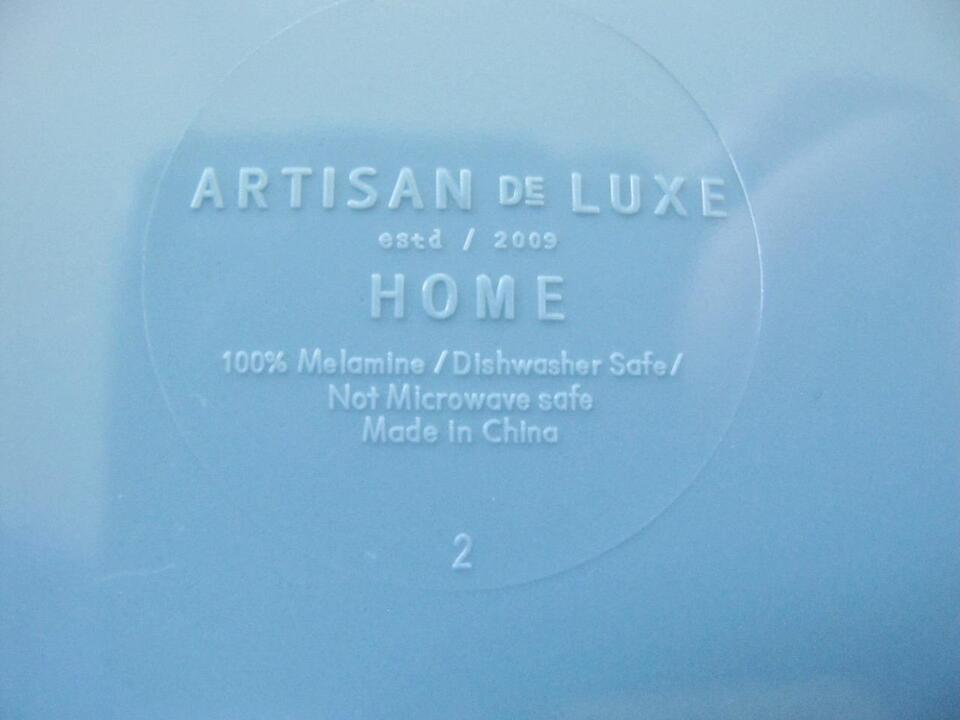 ARTISAN DE LUXE
estd / 2009
HOME
100% Melamine / Dishwasher Safe /
Not Microwave safe
Made in China
2